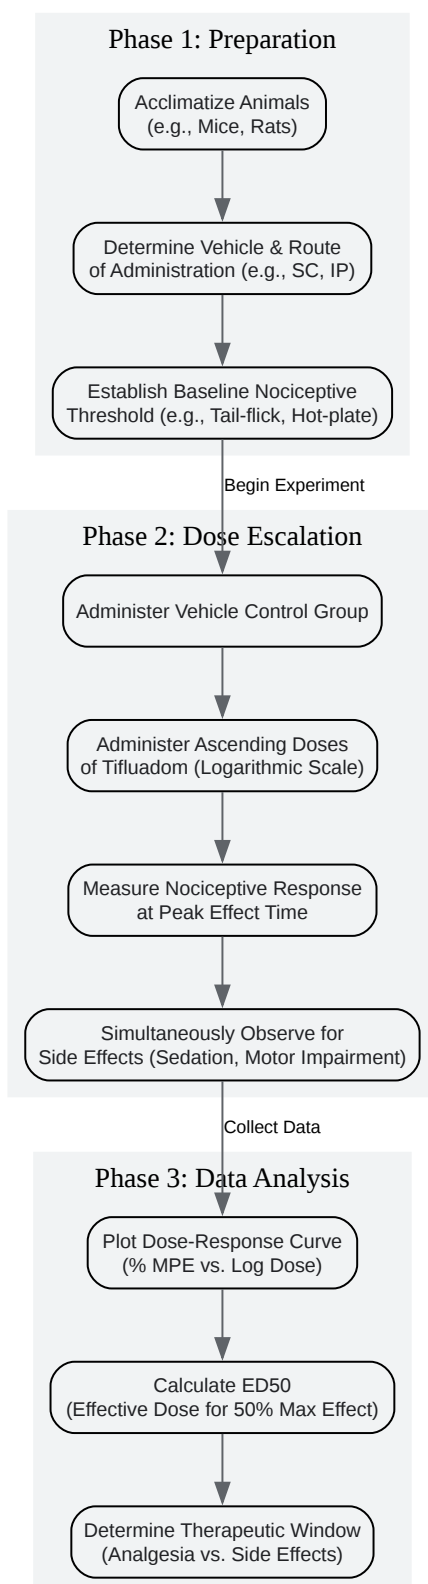 Phase 1: Preparation
Acclimatize Animals
(e.g., Mice, Rats)
Determine Vehicle & Route
of Administration (e.g., SC, IP)
Establish Baseline Nociceptive
Threshold (e.g., Tail-flick, Hot-plate)
Begin Experiment
Phase 2: Dose Escalation
Administer Vehicle Control Group
Administer Ascending Doses
of Tifluadom (Logarithmic Scale)
Measure Nociceptive Response
at Peak Effect Time
Simultaneously Observe for
Side Effects (Sedation, Motor Impairment)
Collect Data
Phase 3: Data Analysis
Plot Dose-Response Curve
(% MPE vs. Log Dose)
Calculate ED50
(Effective Dose for 50% Max Effect)
Determine Therapeutic Window
(Analgesia vs. Side Effects)